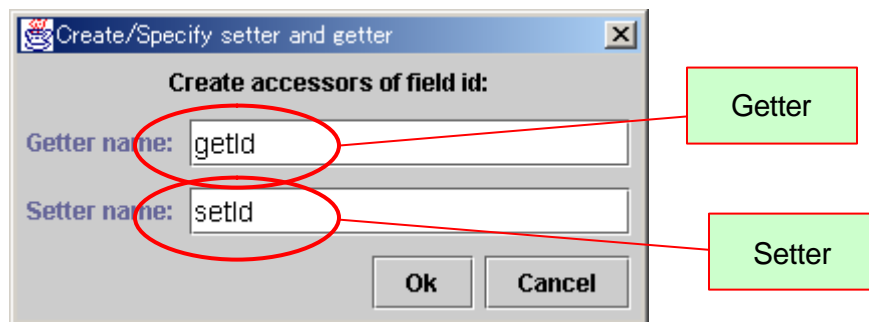 Create/Specify setter and getter
Create accessors of field id:
Getter
Getter name: getId
Setter name: setId
Setter
Ok Cancel